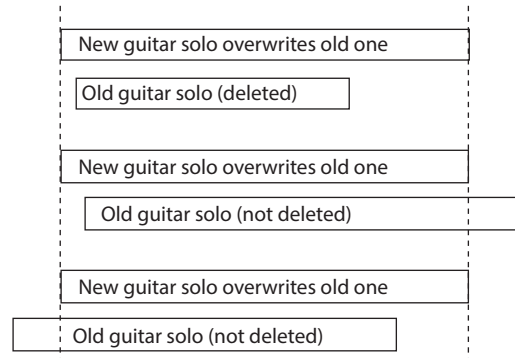 New guitar solo overwrites old one
Old guitar solo (deleted)
New guitar solo overwrites old one
Old guitar solo (not deleted)
New guitar solo overwrites old one
Old guitar solo (not deleted)